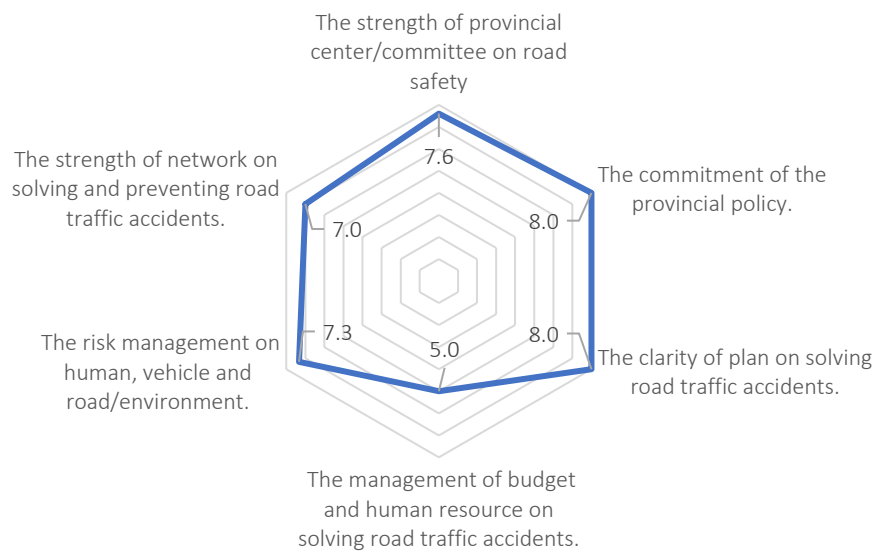 The strength of provincial
center/committee on road
safety
7.6
The commitment of the
provincial policy.
8.0
The clarity of plan on solving
road traffic accidents.
8.0
The management of budget
and human resource on
solving road traffic accidents.
5.0
The risk management on
human, vehicle and
road/environment.
7.3
The strength of network on
solving and preventing road
traffic accidents.
7.0